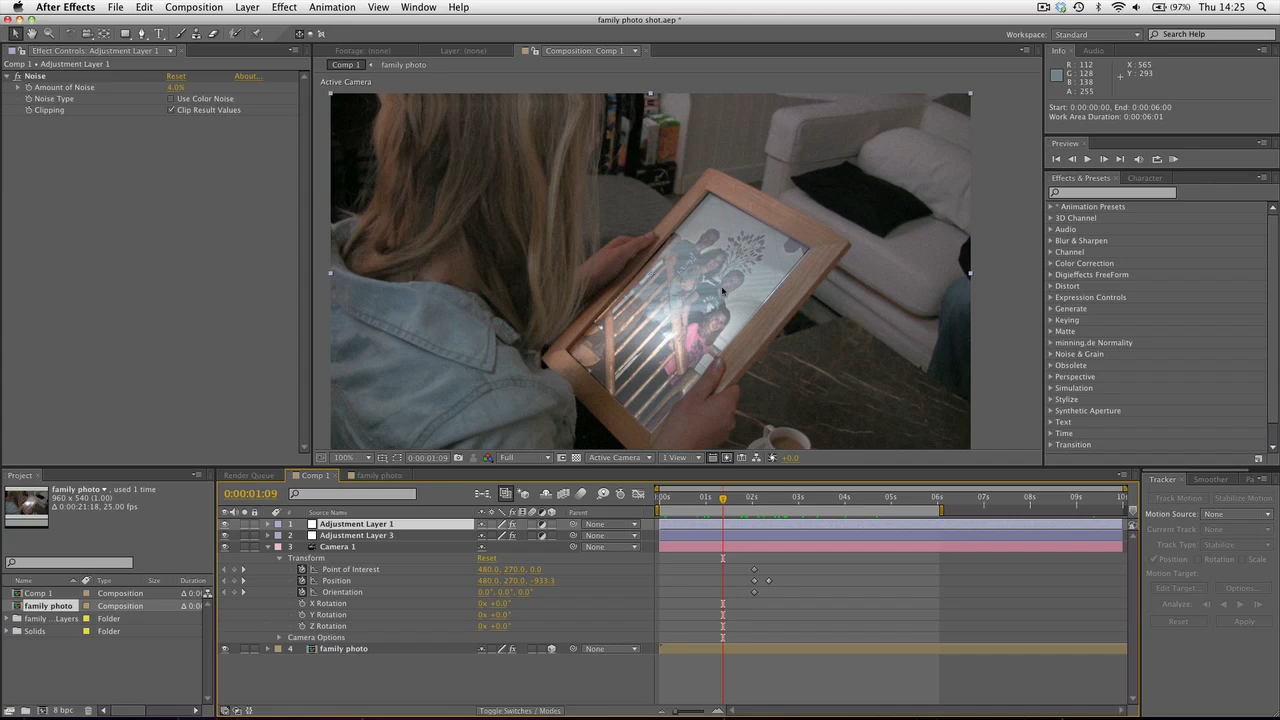 After Effects File Edit Composition Layer Effect Animation View Window Help (97%) Thu 14:25
family photo shot.aep *
Workspace: Standard Search Help
Effect Controls: Adjustment Layer 1
Comp 1 • Adjustment Layer 1
Noise Reset About...
Amount of Noise 4.0%
Noise Type Use Color Noise
Clipping Clip Result Values
Footage: (none) Layer: (none) Composition: Comp 1
Comp 1 family photo
Active Camera
100% 0:00:01:09 Full Active Camera 1 View +0.0
Info Audio
R: 112 X: 565
G: 128 Y: 293
B: 138
A: 255
Start: 0:00:00:00, End: 0:00:06:00
Work Area Duration: 0:00:06:01
Preview
Effects & Presets Character
* Animation Presets
3D Channel
Audio
Blur & Sharpen
Channel
Color Correction
Digieffects FreeForm
Distort
Expression Controls
Generate
Keying
Matte
minning.de Normality
Noise & Grain
Obsolete
Perspective
Simulation
Stylize
Synthetic Aperture
Text
Time
Transition
Project
family photo , used 1 time
960 x 540 (1.00)
Δ 0:00:21:18, 25.00 fps
Name Type Size Duration
Comp 1 Composition Δ 0:0
family photo Composition Δ 0:0
family ...Layers Folder
Solids Folder
8 bpc
Render Queue Comp 1 family photo
0:00:01:09
:00s 01s 02s 03s 04s 05s 06s 07s 08s 09s 10s
# Source Name Parent
1 Adjustment Layer 1 None
2 Adjustment Layer 3 None
3 Camera 1 None
Transform Reset
Point of Interest 480.0, 270.0, 0.0
Position 480.0, 270.0, -933.3
Orientation 0.0°, 0.0°, 0.0°
X Rotation 0x +0.0°
Y Rotation 0x +0.0°
Z Rotation 0x +0.0°
Camera Options
4 family photo None
Toggle Switches / Modes
Tracker Smoother Pa
Track Motion Stabilize Motion
Motion Source: None
Current Track: None
Track Type: Stabilize
Position Rotation Scale
Motion Target:
Edit Target... Options...
Analyze:
Reset Apply